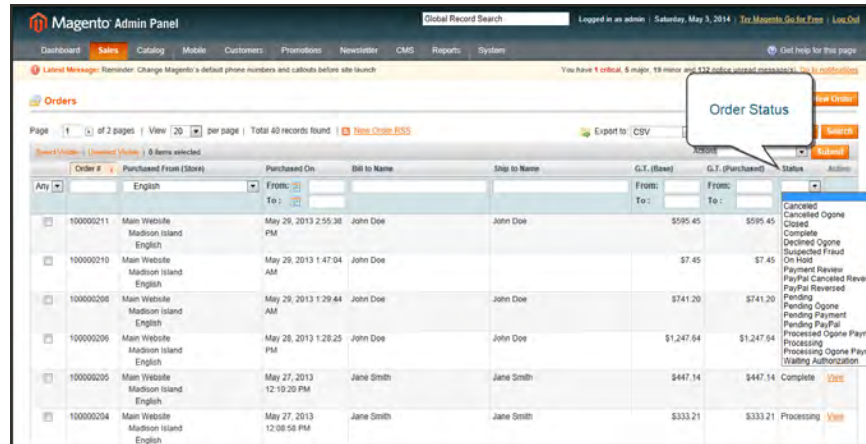 Magento Admin Panel
Global Record Search
Logged in as admin | Saturday, May 3, 2014 | Try Magento Go for Free | Log Out
Dashboard Sales Catalog Mobile Customers Promotions Newsletter CMS Reports System
Get help for this page
Latest Message: Reminder: Change Magento's default phone numbers and callouts before site launch
You have 1 critical, 5 major, 19 minor and 132 notice unread message(s). Go to notifications
Orders
New Order
Order Status
Page 1 of 2 pages | View 20 per page | Total 40 records found | New Order RSS
Export to: CSV
Search
Select Visible | Unselect Visible | 0 items selected
Actions
Submit
Order # Purchased From (Store) Purchased On Bill to Name Ship to Name G.T. (Base) G.T. (Purchased) Status Action
Any English From: From: From:
To: To: To:
Canceled
Cancelled Ogone
Closed
Complete
Declined Ogone
Suspected Fraud
On Hold
Payment Review
PayPal Canceled Reve
PayPal Reversed
Pending
Pending Ogone
Pending Payment
Pending PayPal
Processed Ogone Payn
Processing
Processing Ogone Payn
Waiting Authorization
100000211 Main Website May 29, 2013 2:55:38 John Doe John Doe $595.45 $595.45
Madison Island PM
English
100000210 Main Website May 29, 2013 1:47:04 John Doe John Doe $7.45 $7.45
Madison Island AM
English
100000208 Main Website May 29, 2013 1:29:44 John Doe John Doe $741.20 $741.20
Madison Island AM
English
100000206 Main Website May 28, 2013 1:28:25 John Doe John Doe $1,247.64 $1,247.64
Madison Island PM
English
100000205 Main Website May 27, 2013 Jane Smith Jane Smith $447.14 $447.14 Complete View
Madison Island 12:10:20 PM
English
100000204 Main Website May 27, 2013 Jane Smith Jane Smith $333.21 $333.21 Processing View
Madison Island 12:08:58 PM
English